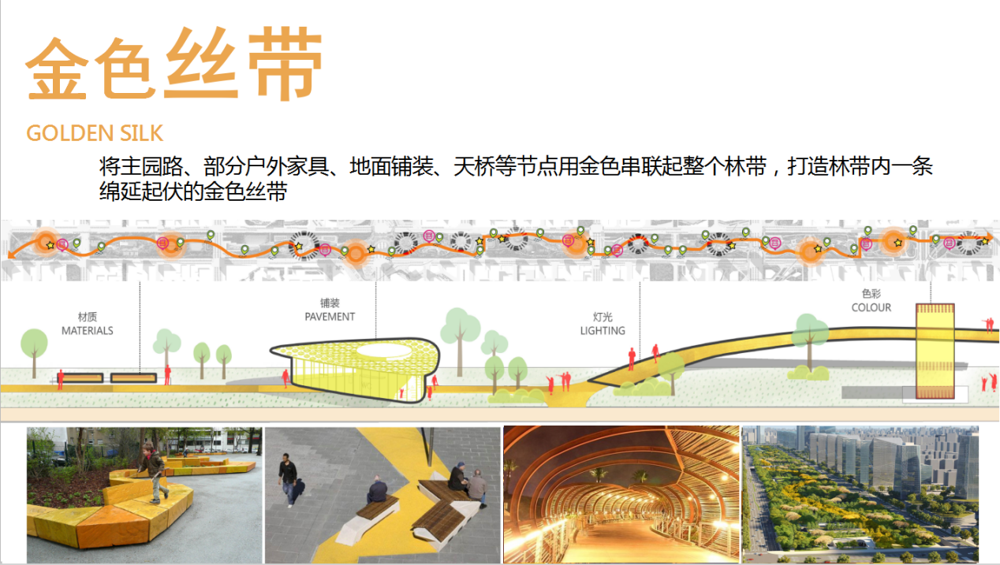 金色丝带
GOLDEN SILK
将主园路、部分户外家具、地面铺装、天桥等节点用金色串联起整个林带，打造林带内一条
绵延起伏的金色丝带
材质
MATERIALS
铺装
PAVEMENT
灯光
LIGHTING
色彩
COLOUR